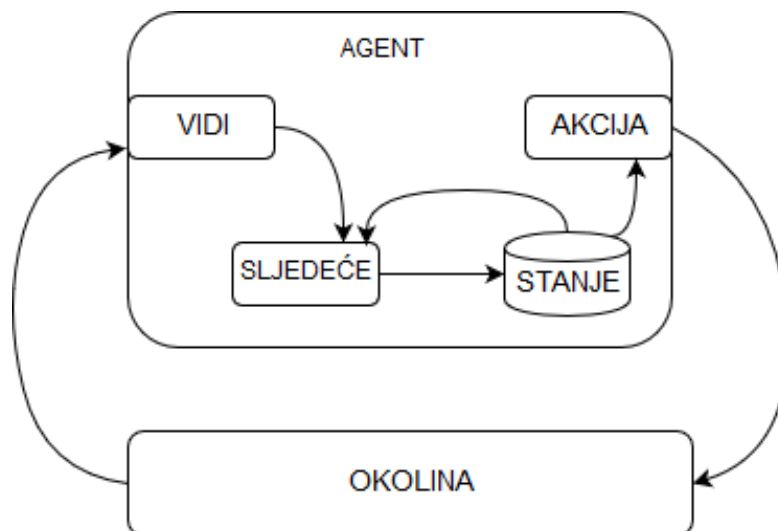 AGENT
VIDI
AKCIJA
SLJEDEĆE
STANJE
OKOLINA